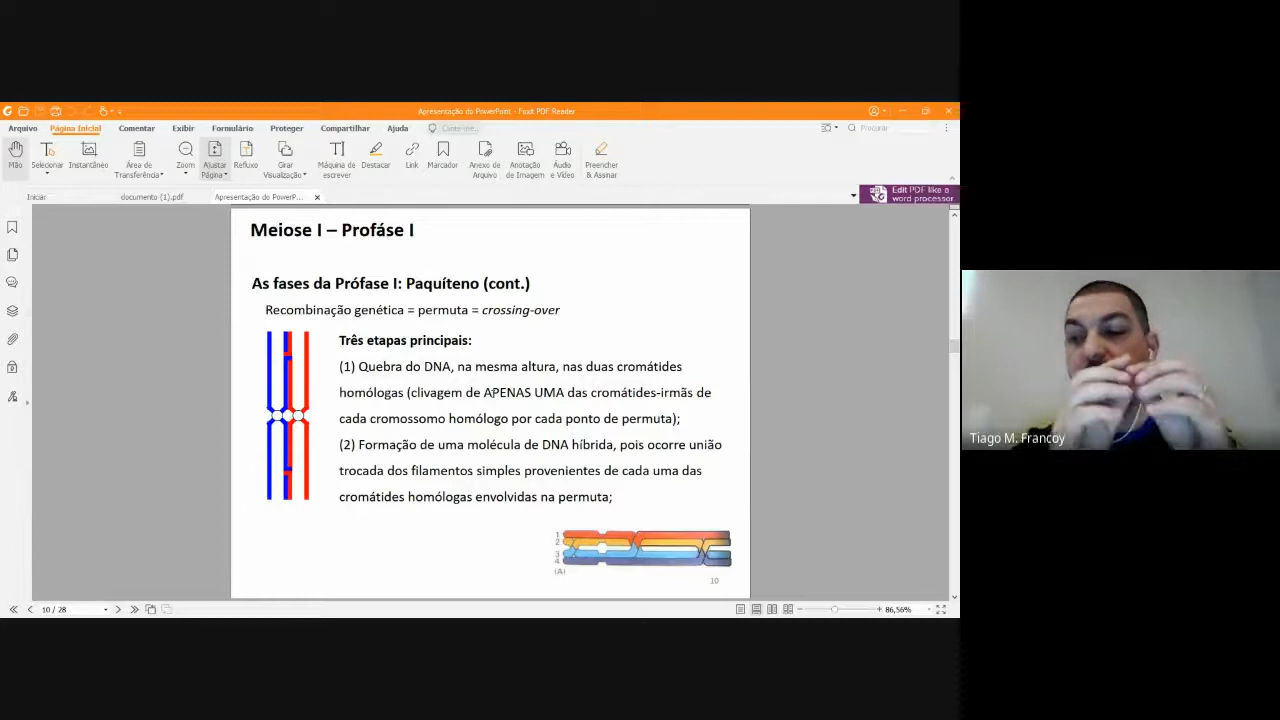 Apresentação do PowerPoint - Foxit PDF Reader
Arquivo Página Inicial Comentar Exibir Formulário Proteger Compartilhar Ajuda Conte-me... Procurar
Mão Selecionar Instantâneo Área de Transferência Zoom Ajustar Página Refluxo Girar Visualização Máquina de escrever Destacar Link Marcador Anexo de Arquivo Anotação de Imagem Áudio e Vídeo Preencher & Assinar
Iniciar documento (1).pdf Apresentação do PowerP...
Edit PDF like a
word processor
Meiose I – Profáse I
As fases da Prófase I: Paquíteno (cont.)
Recombinação genética = permuta = crossing-over
Três etapas principais:
(1) Quebra do DNA, na mesma altura, nas duas cromátides
homólogas (clivagem de APENAS UMA das cromátides-irmãs de
cada cromossomo homólogo por cada ponto de permuta);
(2) Formação de uma molécula de DNA híbrida, pois ocorre união
trocada dos filamentos simples provenientes de cada uma das
cromátides homólogas envolvidas na permuta;
1
2
3
4
(A)
10
10 / 28
86,56%
Tiago M. Francoy